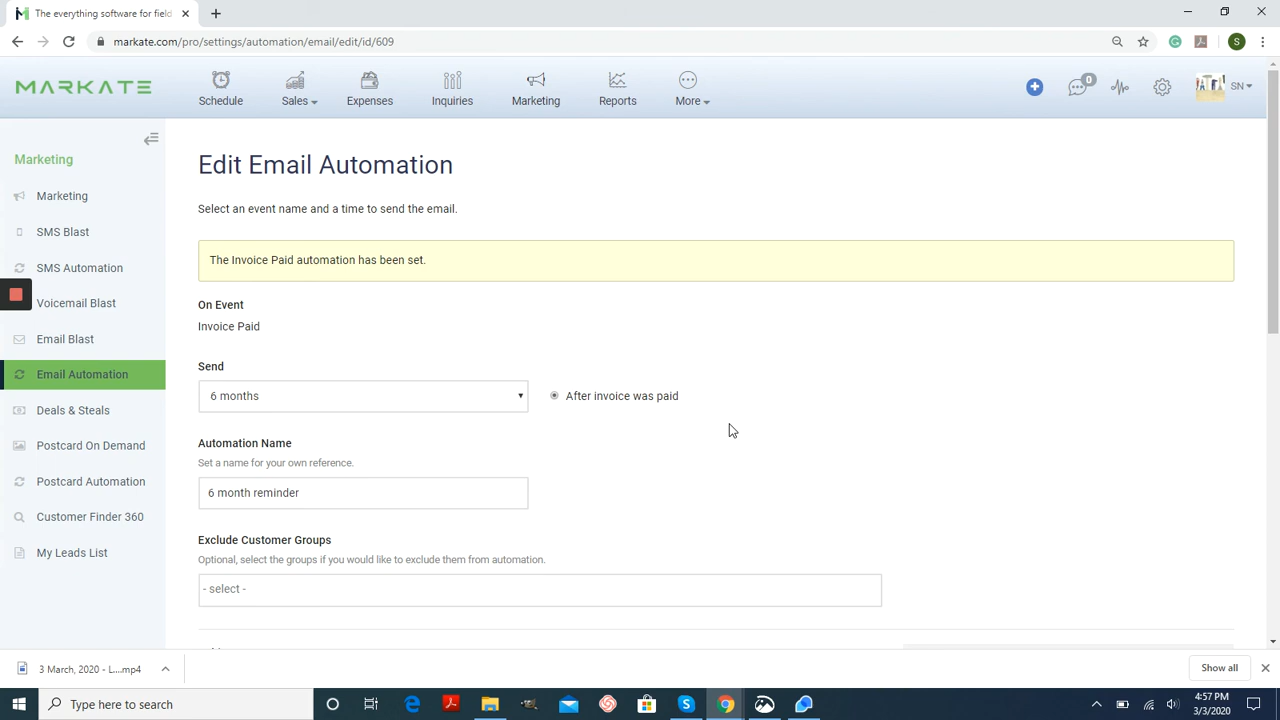 The everything software for field
markate.com/pro/settings/automation/email/edit/id/609
S
MARKATE
Schedule
Sales
Expenses
Inquiries
Marketing
Reports
More
0
SN
Marketing
Marketing
SMS Blast
SMS Automation
Voicemail Blast
Email Blast
Email Automation
Deals & Steals
Postcard On Demand
Postcard Automation
Customer Finder 360
My Leads List
Edit Email Automation
Select an event name and a time to send the email.
The Invoice Paid automation has been set.
On Event
Invoice Paid
Send
6 months
After invoice was paid
Automation Name
Set a name for your own reference.
6 month reminder
Exclude Customer Groups
Optional, select the groups if you would like to exclude them from automation.
- select -
3 March, 2020 - L....mp4
Show all
Type here to search
4:57 PM
3/3/2020